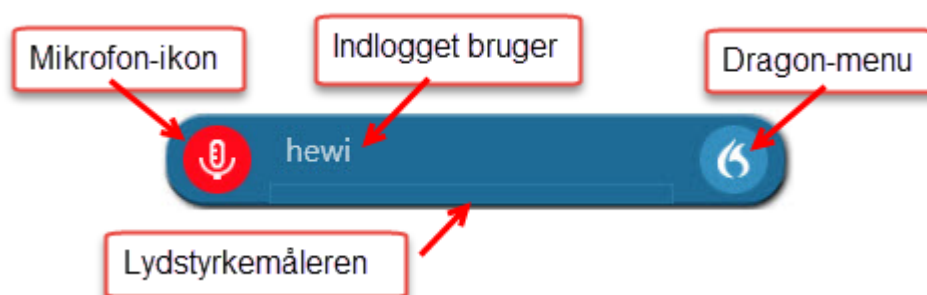 Mikrofon-ikon
Indlogget bruger
Dragon-menu
hewi
Lydstyrkemåleren